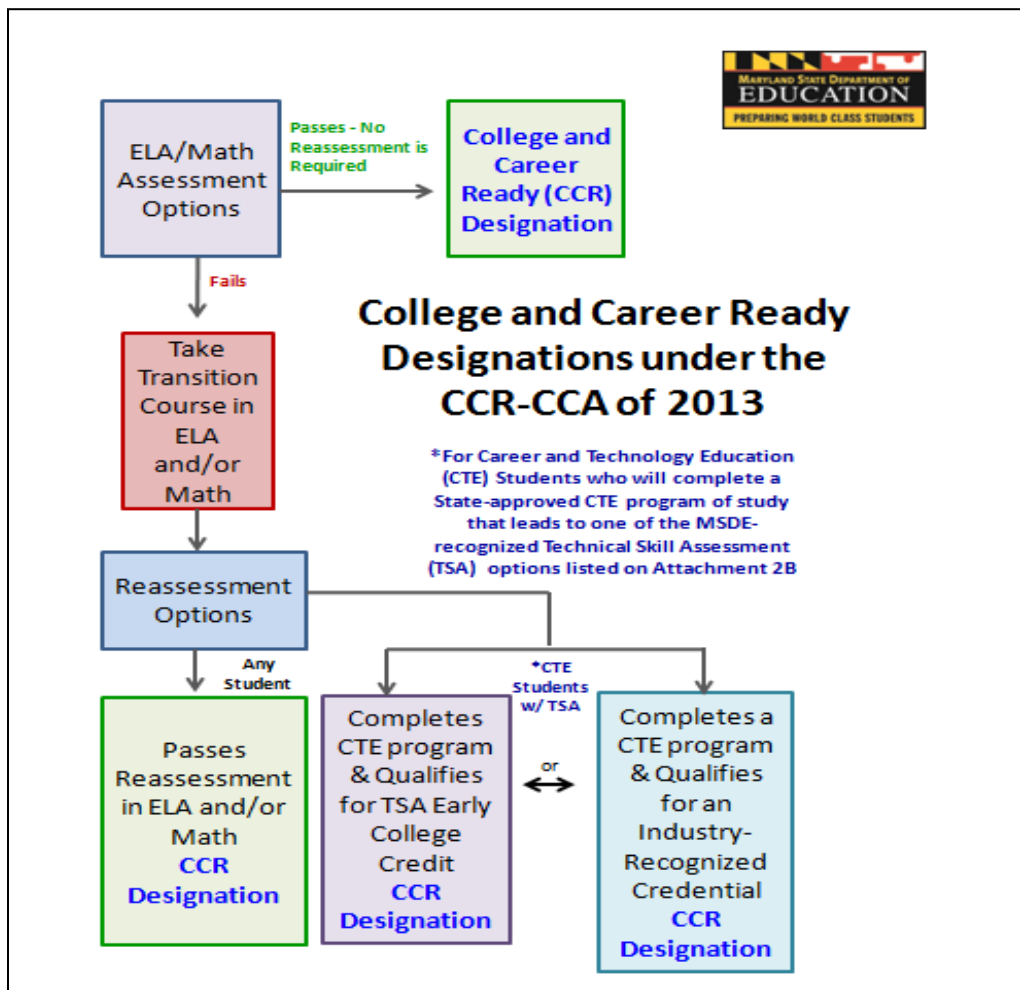 MARYLAND STATE DEPARTMENT OF
EDUCATION
PREPARING WORLD CLASS STUDENTS
ELA/Math
Assessment
Options
Passes - No
Reassessment is
Required
College and
Career
Ready (CCR)
Designation
Fails
College and Career Ready
Designations under the
CCR-CCA of 2013
Take
Transition
Course in
ELA
and/or
Math
*For Career and Technology Education
(CTE) Students who will complete a
State-approved CTE program of study
that leads to one of the MSDE-
recognized Technical Skill Assessment
(TSA) options listed on Attachment 2B
Reassessment
Options
Any
Student
*CTE
Students
w/ TSA
Passes
Reassessment
in ELA and/or
Math
CCR
Designation
Completes
CTE program
& Qualifies
for TSA Early
College
Credit
CCR
Designation
or
Completes a
CTE program
& Qualifies
for an
Industry-
Recognized
Credential
CCR
Designation